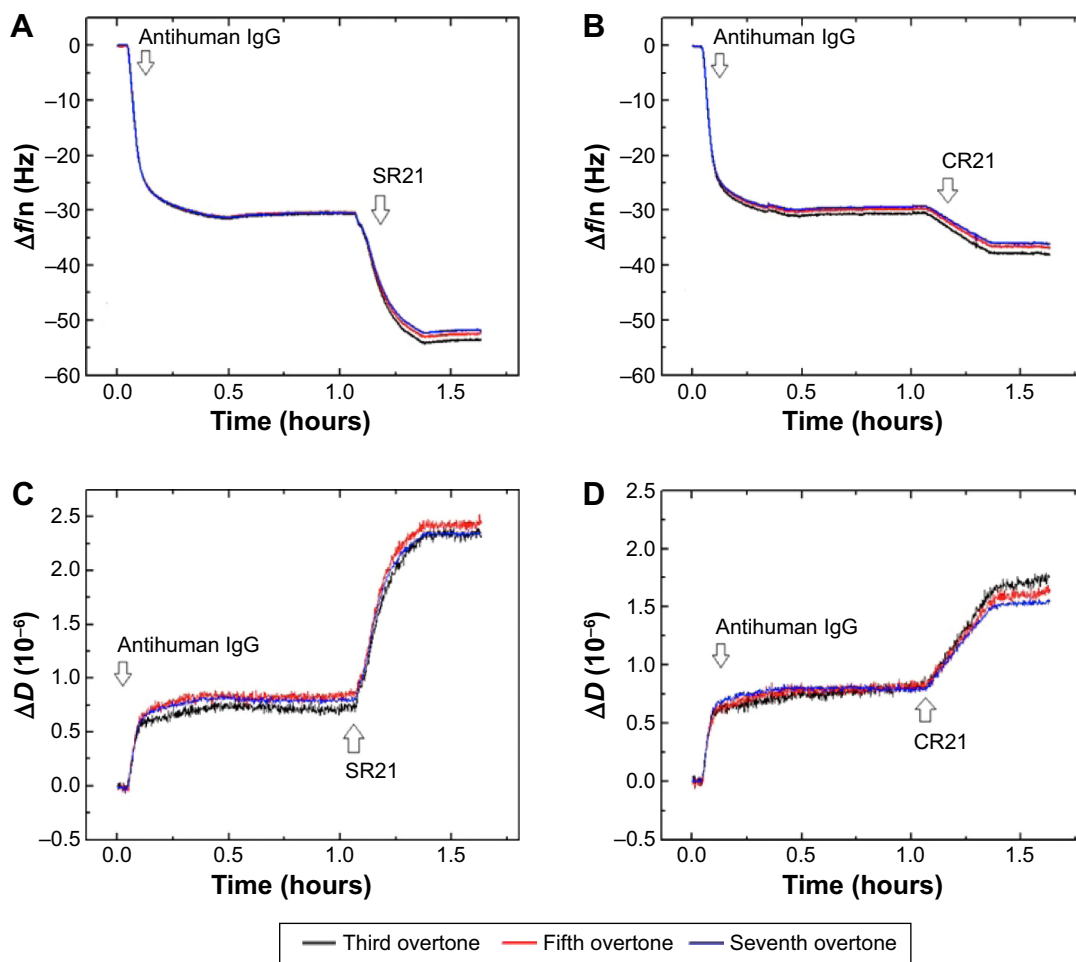 A
Antihuman IgG
SR21
Δf/n (Hz)
0
–10
–20
–30
–40
–50
–60
0.0 0.5 1.0 1.5
Time (hours)
B
Antihuman IgG
CR21
Δf/n (Hz)
0
–10
–20
–30
–40
–50
–60
0.0 0.5 1.0 1.5
Time (hours)
C
Antihuman IgG
SR21
ΔD (10⁻⁶)
2.5
2.0
1.5
1.0
0.5
0.0
–0.5
0.0 0.5 1.0 1.5
Time (hours)
D
Antihuman IgG
CR21
ΔD (10⁻⁶)
2.5
2.0
1.5
1.0
0.5
0.0
–0.5
0.0 0.5 1.0 1.5
Time (hours)
Third overtone Fifth overtone Seventh overtone